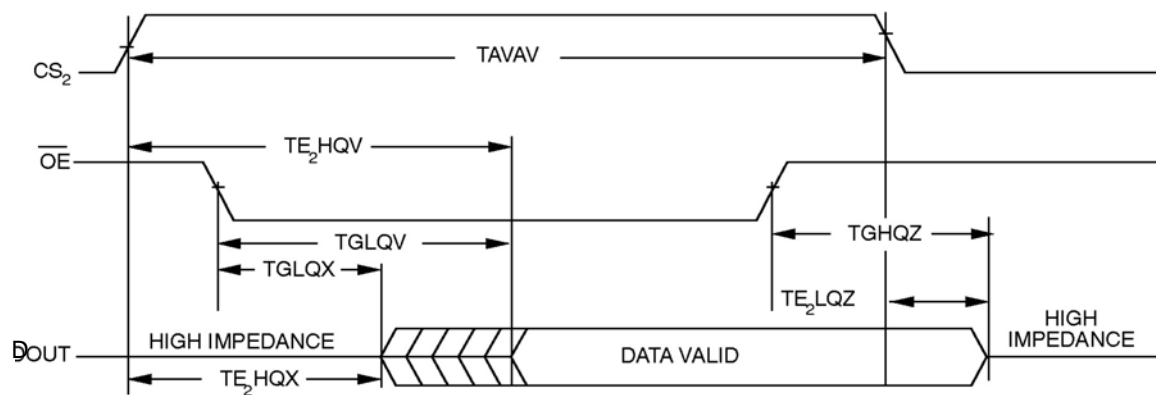 TAVAV
CS₂
TE₂HQV
OE
TGLQV
TGHQZ
TGLQX
TE₂LQZ
HIGH IMPEDANCE
DATA VALID
HIGH
IMPEDANCE
DOUT
TE₂HQX